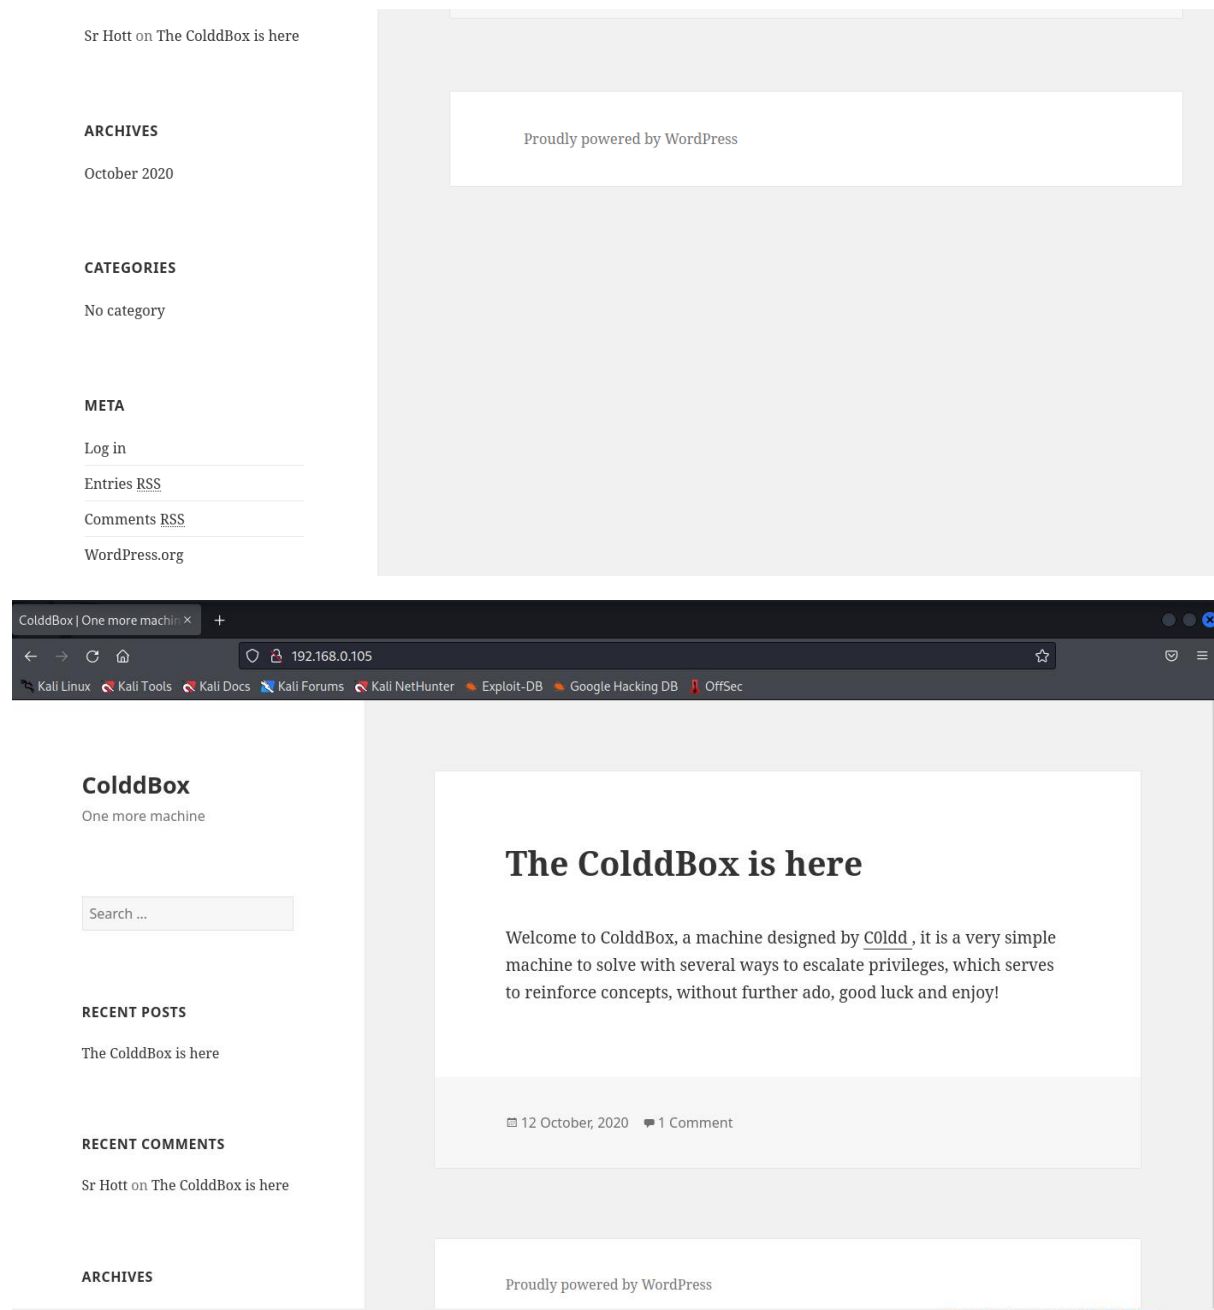 Sr Hott on The ColddBox is here
ARCHIVES
October 2020
CATEGORIES
No category
META
Log in
Entries RSS
Comments RSS
WordPress.org
Proudly powered by WordPress
ColddBox | One more machin
192.168.0.105
Kali Linux Kali Tools Kali Docs Kali Forums Kali NetHunter Exploit-DB Google Hacking DB OffSec
ColddBox
One more machine
Search ...
RECENT POSTS
The ColddBox is here
RECENT COMMENTS
Sr Hott on The ColddBox is here
ARCHIVES
The ColddBox is here
Welcome to ColddBox, a machine designed by C0ldd , it is a very simple
machine to solve with several ways to escalate privileges, which serves
to reinforce concepts, without further ado, good luck and enjoy!
12 October, 2020 1 Comment
Proudly powered by WordPress